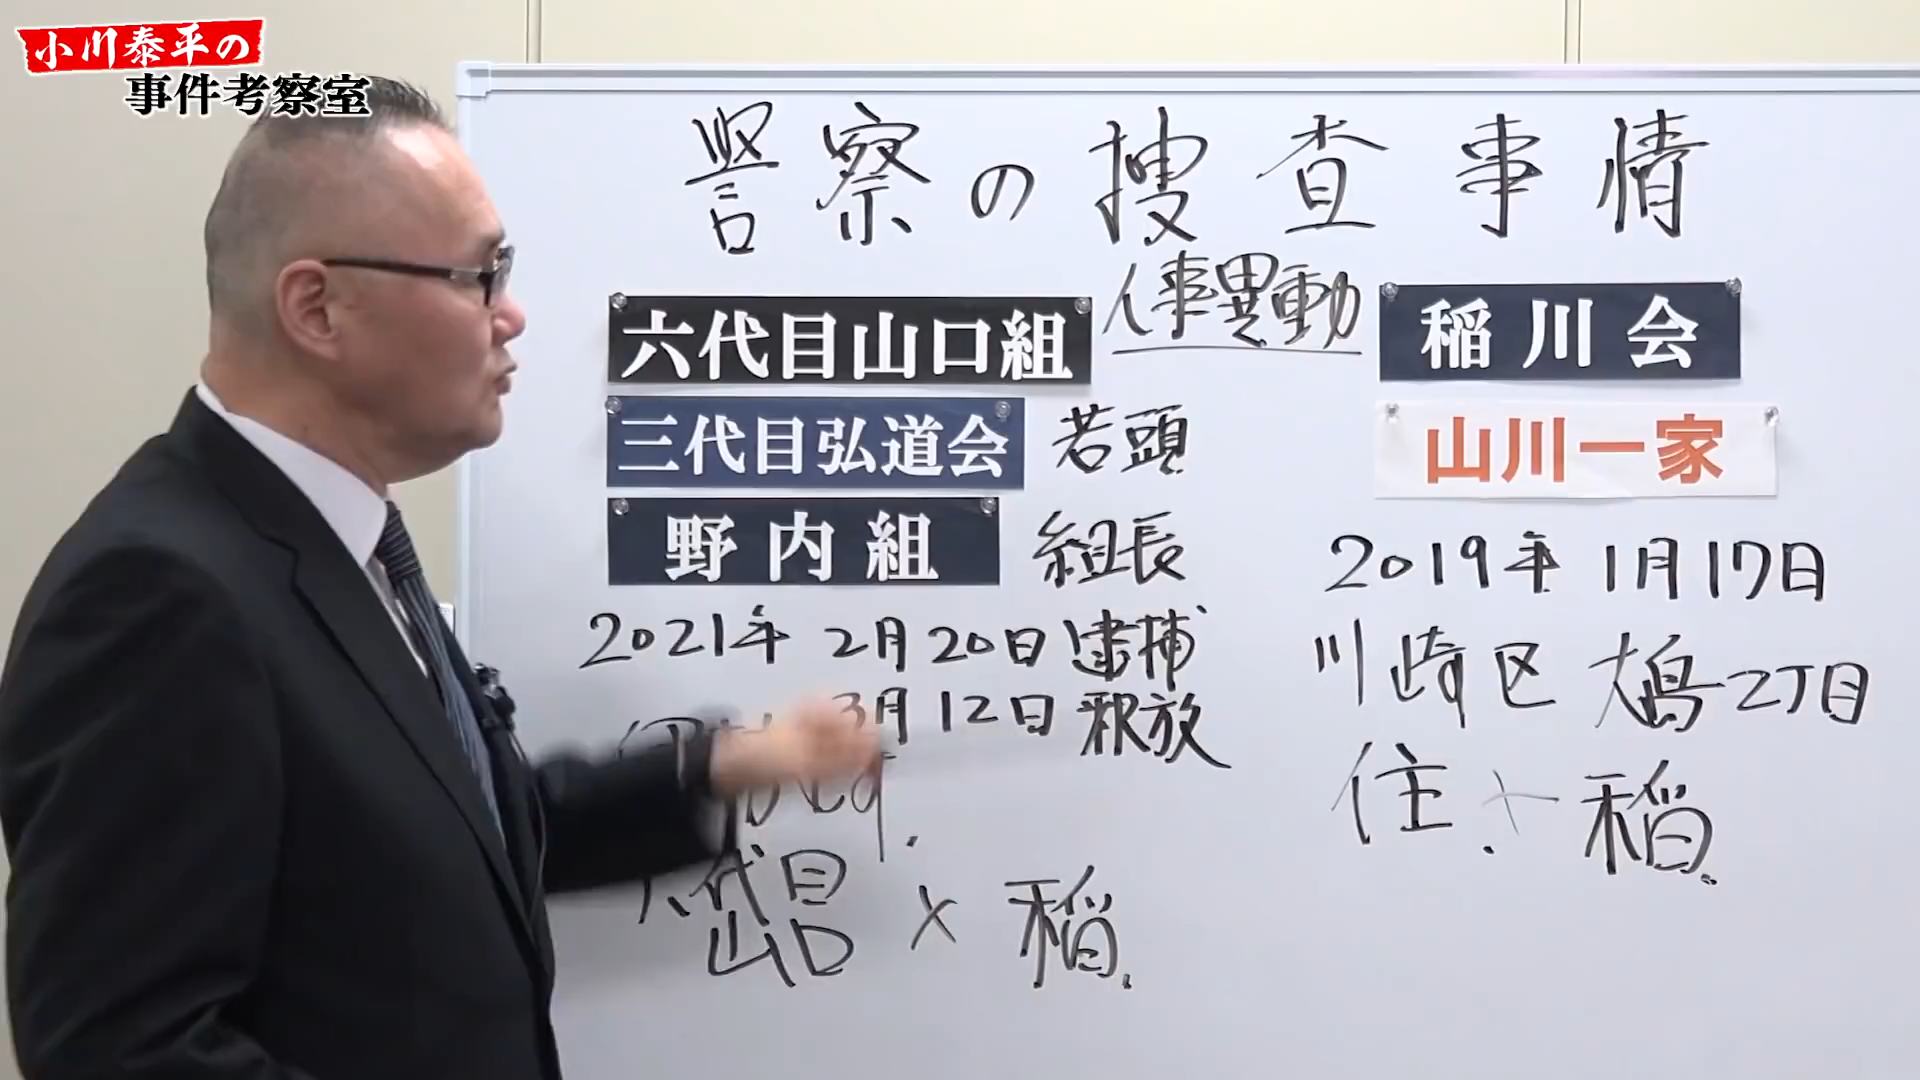 小川泰平の
事件考察室
警察の捜査事情
人事異動
六代目山口組
三代目弘道会 若頭
野内組 組長
2021年 2月20日逮捕
3月12日釈放
六代目
山口 × 稲
稲川会
山川一家
2019年 1月17日
川崎区 大島2丁目
住 × 稲